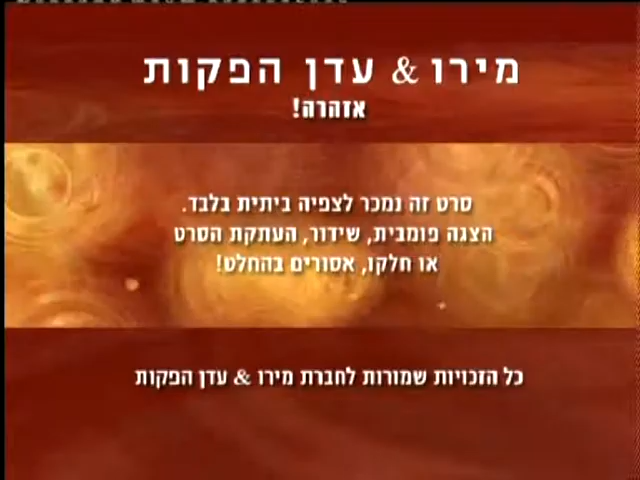 מירו & עדן הפקות
אזהרה!
סרט זה נמכר לצפיה ביתית בלבד.
הצגה פומבית, שידור, העתקת הסרט
או חלקו, אסורים בהחלט!
כל הזכויות שמורות לחברת מירו & עדן הפקות